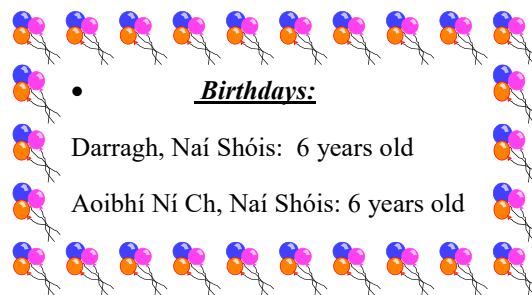 • Birthdays:
Darragh, Naí Shóis: 6 years old
Aoibhí Ní Ch, Naí Shóis: 6 years old